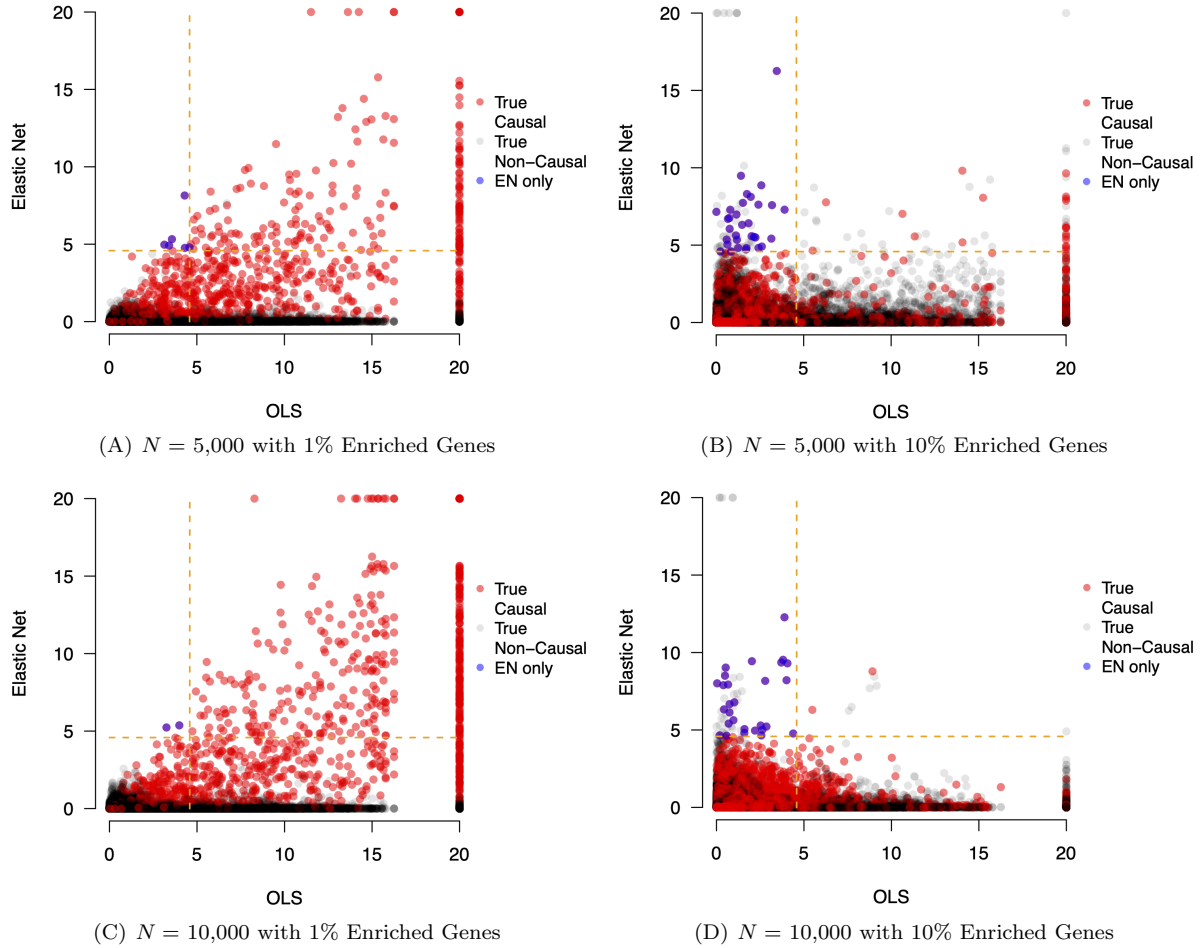 20
15
10
5
0
Elastic Net
0 5 10 15 20
OLS
True
Causal
True
Non-Causal
EN only
(A) N = 5,000 with 1% Enriched Genes
20
15
10
5
0
Elastic Net
0 5 10 15 20
OLS
True
Causal
True
Non-Causal
EN only
(B) N = 5,000 with 10% Enriched Genes
20
15
10
5
0
Elastic Net
0 5 10 15 20
OLS
True
Causal
True
Non-Causal
EN only
(C) N = 10,000 with 1% Enriched Genes
20
15
10
5
0
Elastic Net
0 5 10 15 20
OLS
True
Causal
True
Non-Causal
EN only
(D) N = 10,000 with 10% Enriched Genes